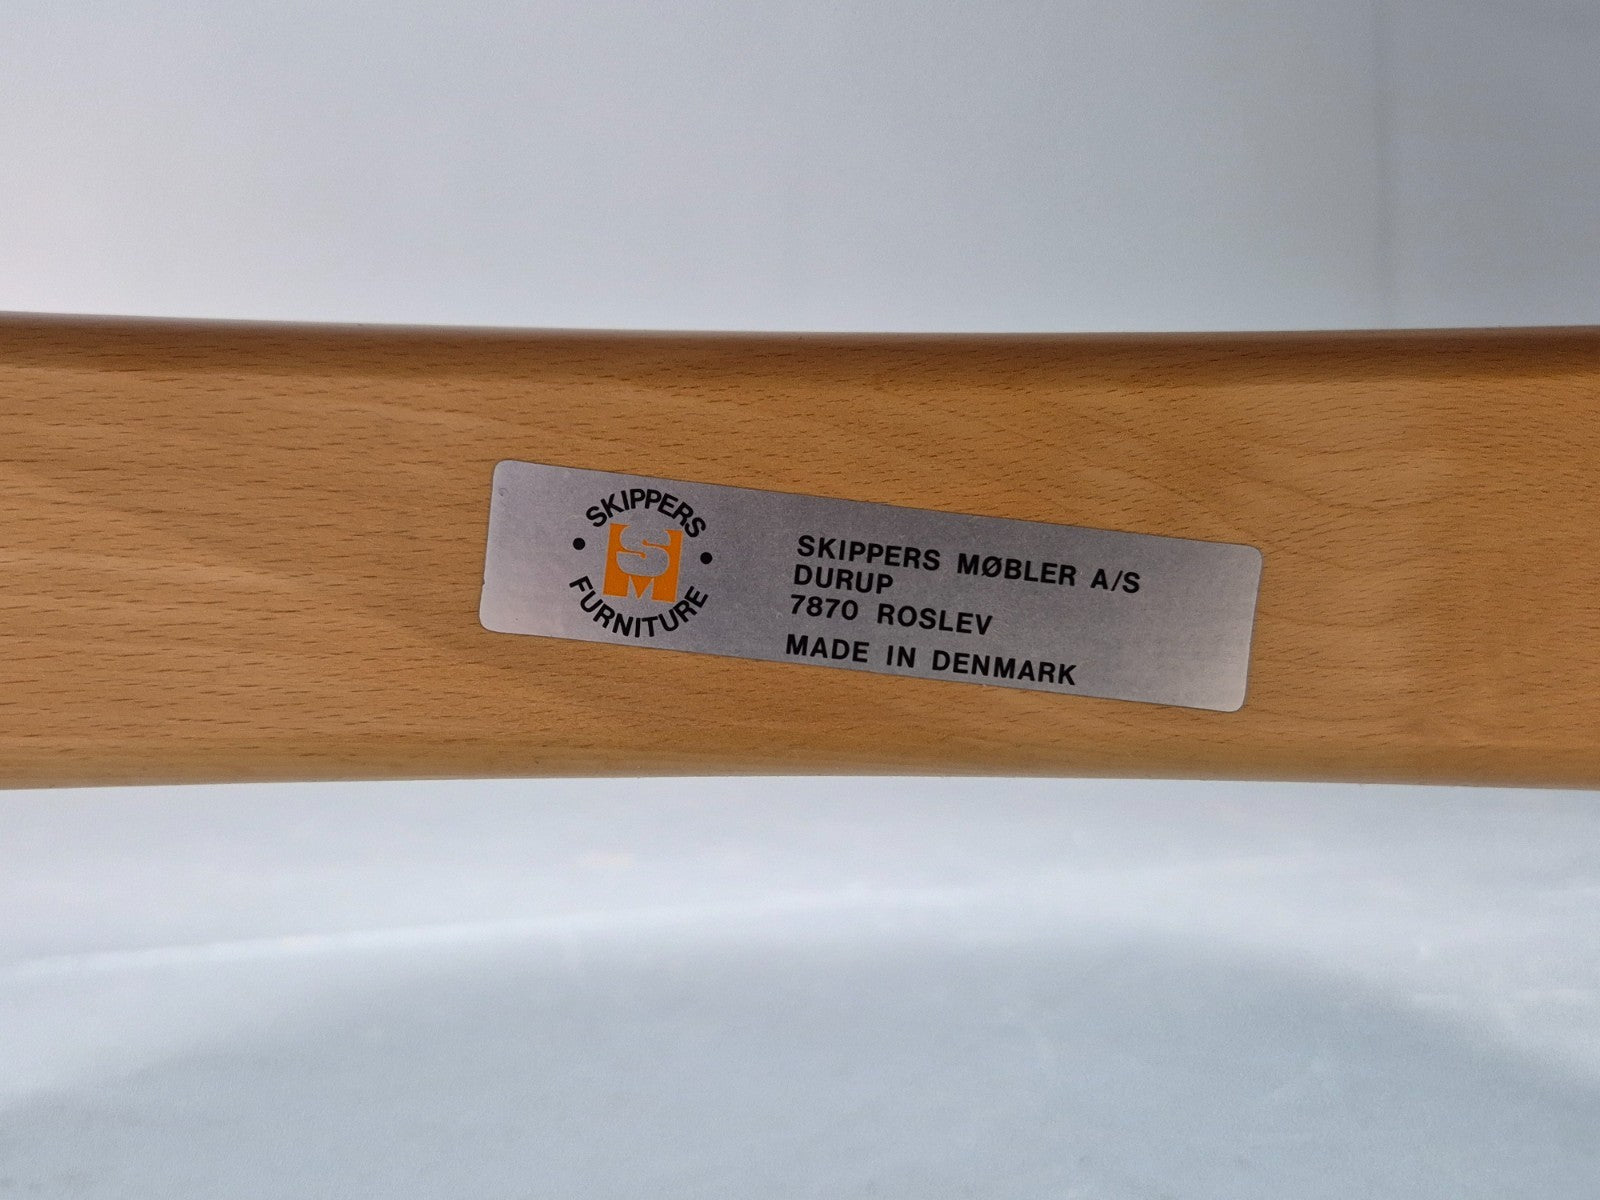 SKIPPERS
SM
FURNITURE
SKIPPERS MØBLER A/S
DURUP
7870 ROSLEV
MADE IN DENMARK